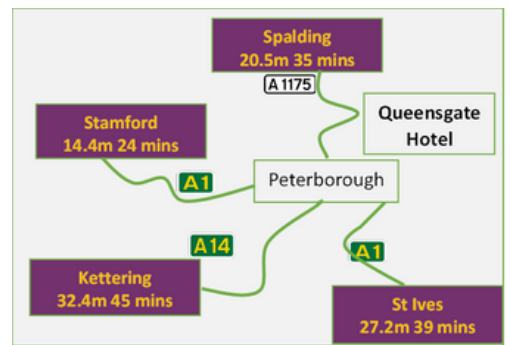 Spalding
20.5m 35 mins
A 1175
Queensgate
Hotel
Stamford
14.4m 24 mins
A1
Peterborough
A14
A1
Kettering
32.4m 45 mins
St Ives
27.2m 39 mins